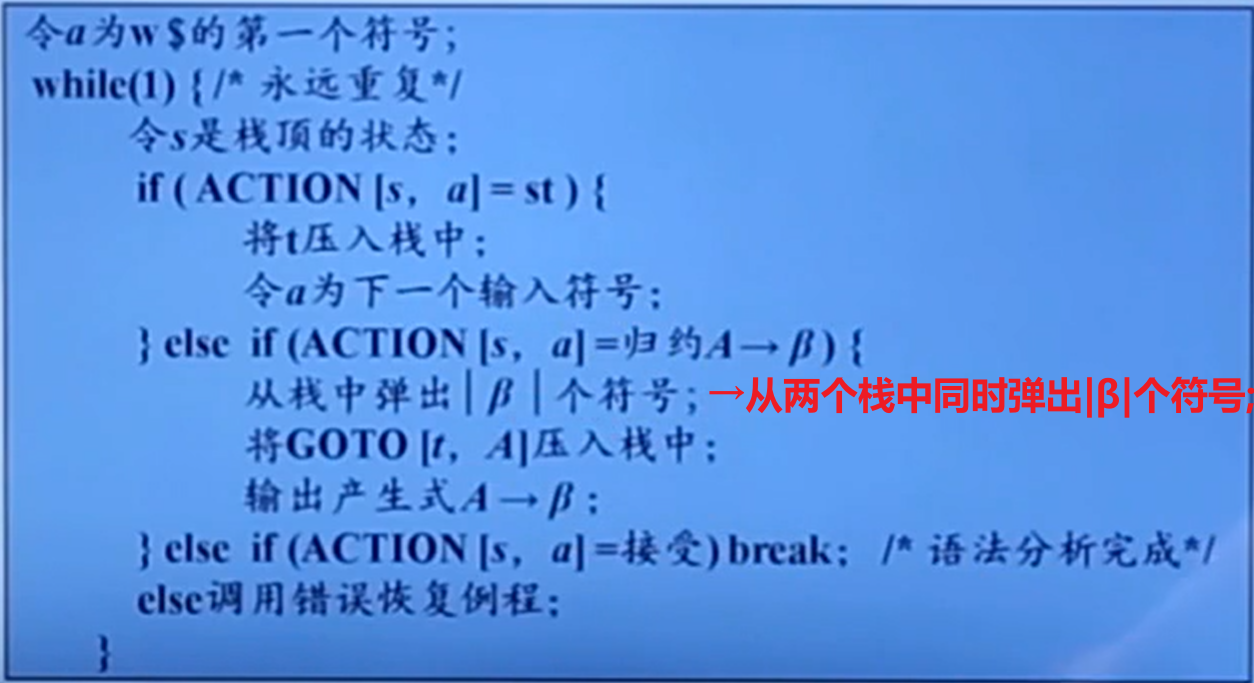 令a为w$的第一个符号;
while(1) {/* 永远重复*/
令s是栈顶的状态;
if ( ACTION [s, a] = st ) {
将t压入栈中;
令a为下一个输入符号;
} else if (ACTION [s, a] =归约A→β) {
从栈中弹出│β│个符号; →从两个栈中同时弹出|β|个符号;
将GOTO [t, A]压入栈中;
输出产生式A→β;
} else if (ACTION [s, a] =接受) break; /* 语法分析完成*/
else调用错误恢复例程;
}